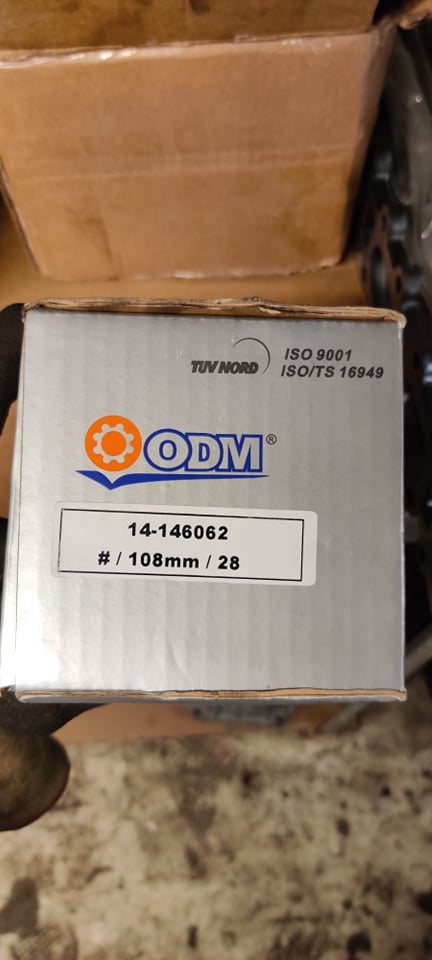 TUV NORD
ISO 9001
ISO/TS 16949
ODM®
14-146062
# / 108mm / 28